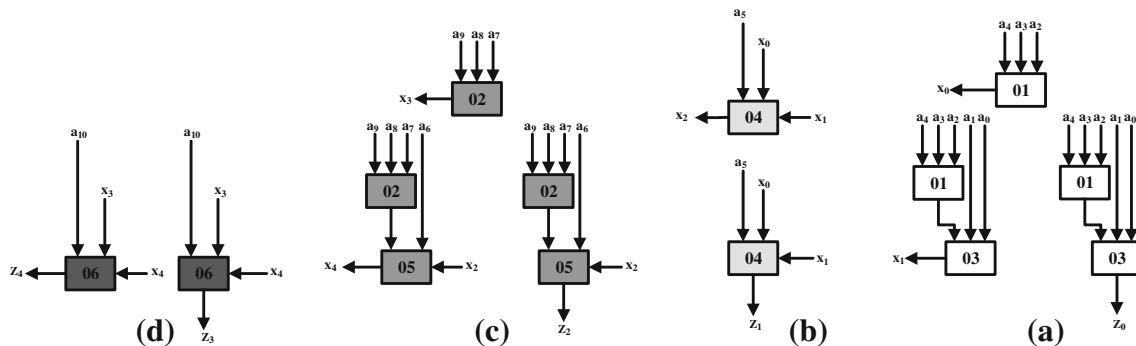 a₅
a₉ a₈ a₇
x₀
a₄ a₃ a₂
02
x₃
01
x₀
04
x₂
x₁
a₁₀
a₁₀
a₉ a₈ a₇ a₆
a₉ a₈ a₇ a₆
a₄ a₃ a₂ a₁ a₀
a₄ a₃ a₂ a₁ a₀
02
02
a₅
x₀
01
01
x₃
x₃
06
z₄
x₄
06
x₄
05
x₄
x₂
05
x₂
04
x₁
03
x₁
03
z₃
z₂
z₁
z₀
(d)
(c)
(b)
(a)